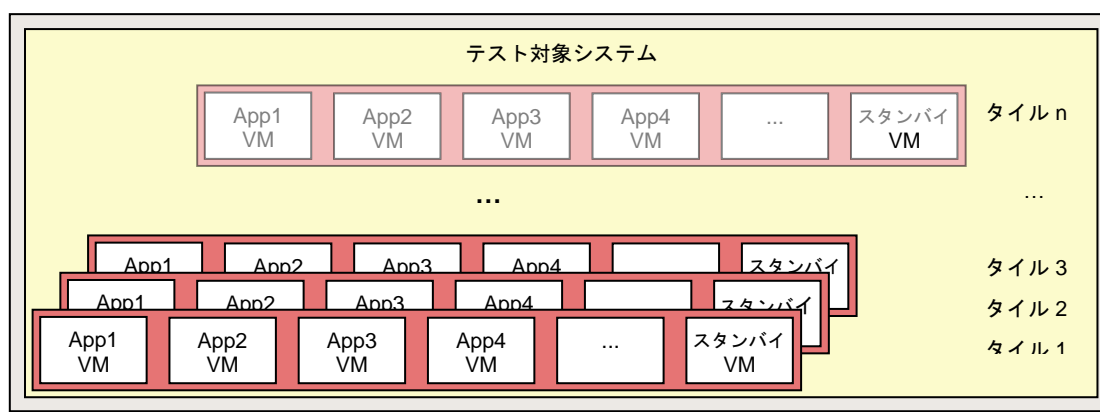 テスト対象システム
App1 VM App2 VM App3 VM App4 VM ... スタンバイ VM タイル n
... ...
App1 App2 App3 App4 スタンバイ タイル 3
App1 App2 App3 App4 スタンバイ タイル 2
App1 VM App2 VM App3 VM App4 VM ... スタンバイ VM タイル 1